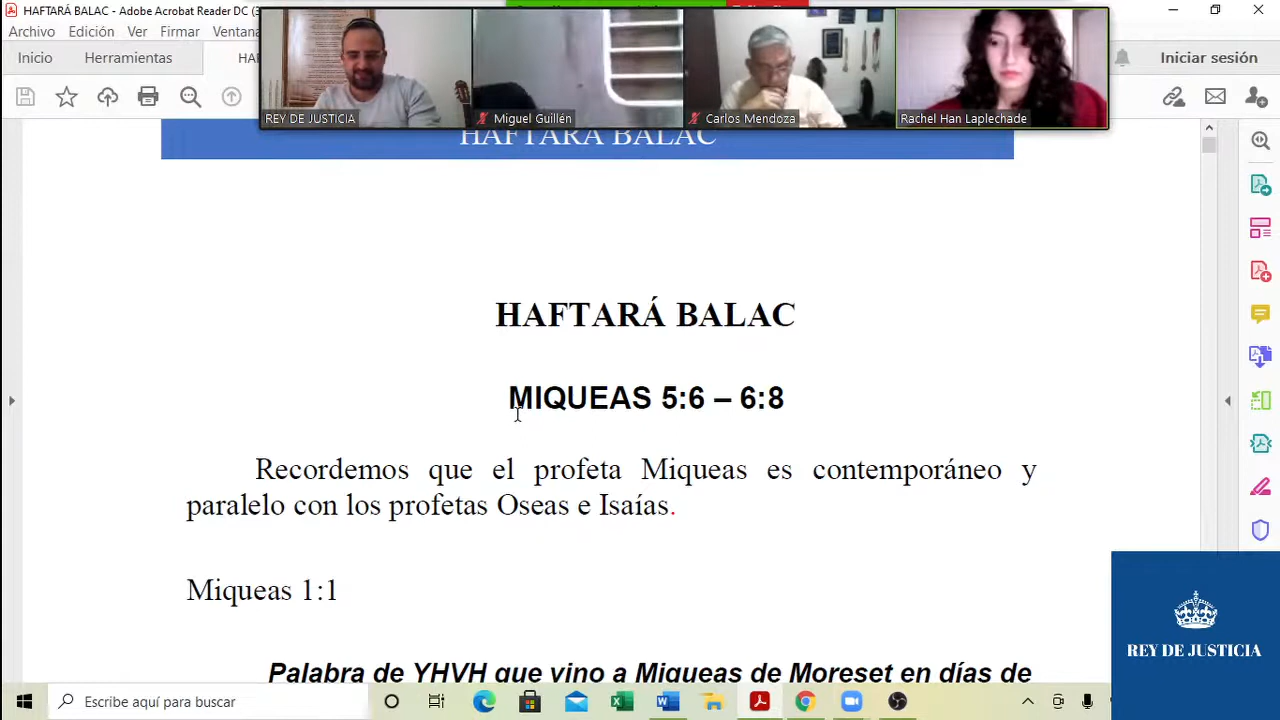 HAFTARÁ BALAC - Adobe Acrobat Reader DC (3
Archivo Edición Ver Firmar Ventana
Inicio Herramientas HAF
Iniciar sesión
REY DE JUSTICIA
Miguel Guillén
Carlos Mendoza
Rachel Han Laplechade
HAFTARÁ BALAC
HAFTARÁ BALAC
MIQUEAS 5:6 – 6:8
Recordemos que el profeta Miqueas es contemporáneo y
paralelo con los profetas Oseas e Isaías.
Miqueas 1:1
Palabra de YHVH que vino a Miqueas de Moreset en días de
REY DE JUSTICIA
Escribe aquí para buscar